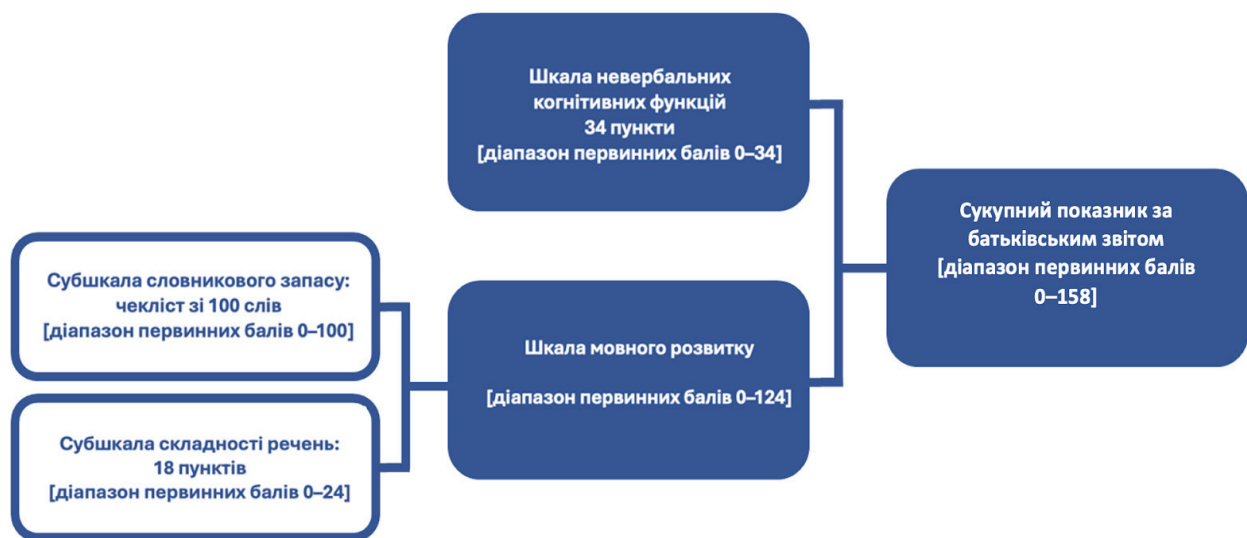 Шкала невербальних
когнітивних функцій
34 пункти
[діапазон первинних балів 0–34]
Сукупний показник за
батьківським звітом
[діапазон первинних балів
0–158]
Субшкала словникового запасу:
чекліст зі 100 слів
[діапазон первинних балів 0–100]
Шкала мовного розвитку
[діапазон первинних балів 0–124]
Субшкала складності речень:
18 пунктів
[діапазон первинних балів 0–24]